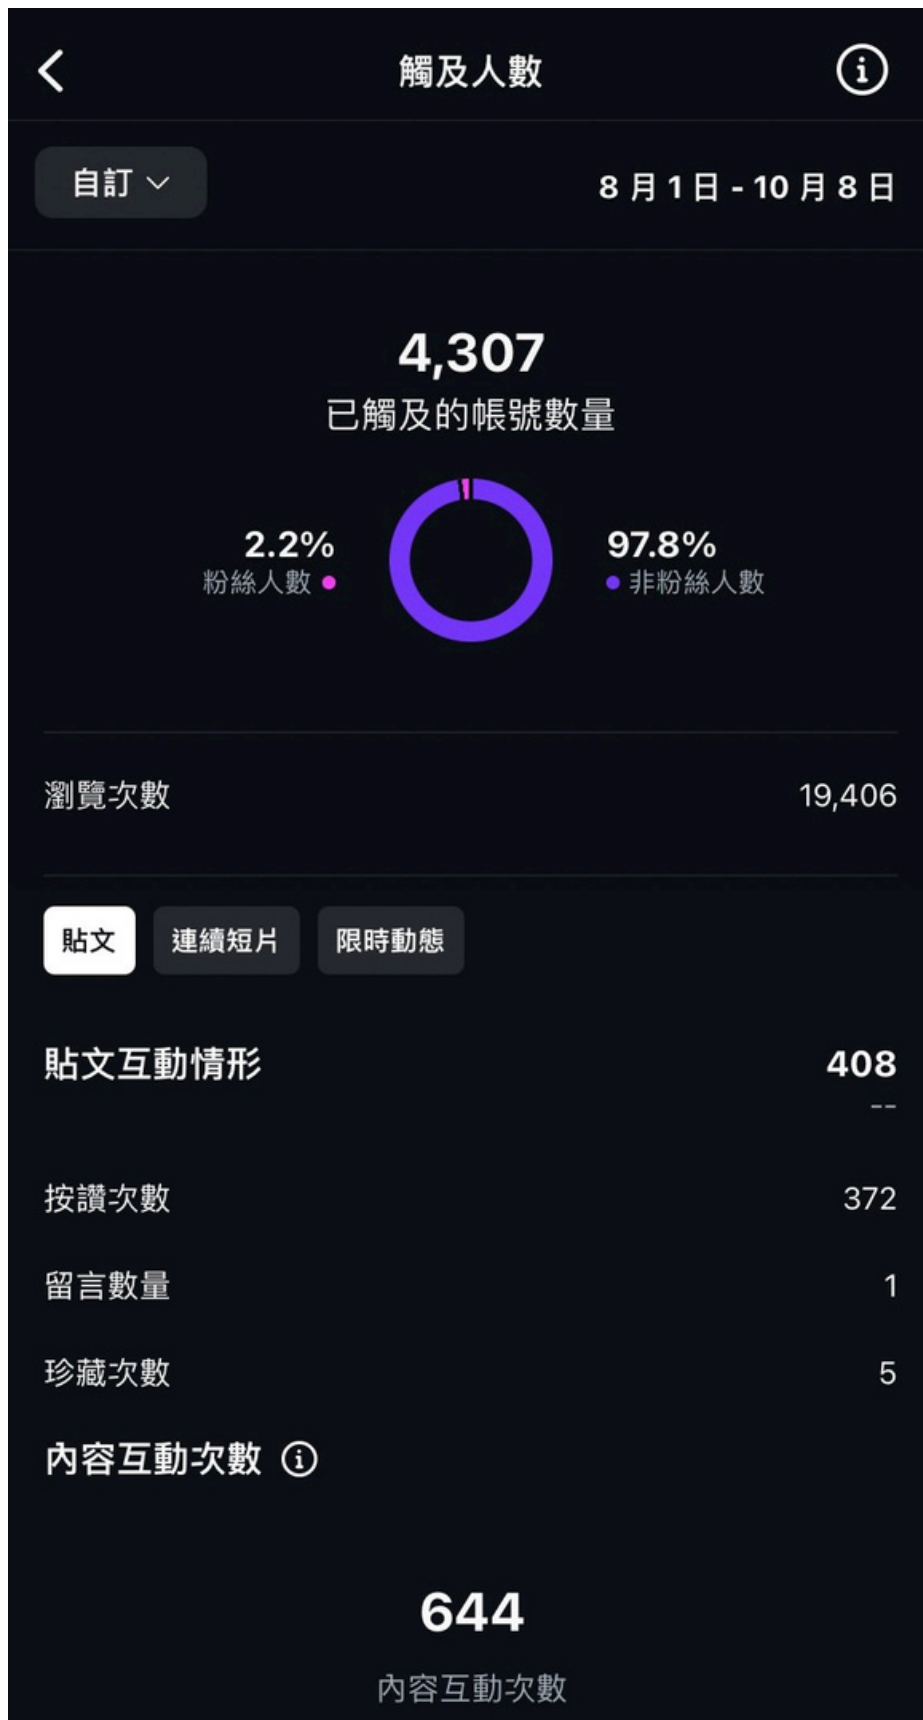 觸及人數
自訂
8 月 1 日 - 10 月 8 日
4,307
已觸及的帳號數量
2.2%
粉絲人數
97.8%
非粉絲人數
瀏覽次數 19,406
貼文 連續短片 限時動態
貼文互動情形 408
--
按讚次數 372
留言數量 1
珍藏次數 5
內容互動次數
644
內容互動次數